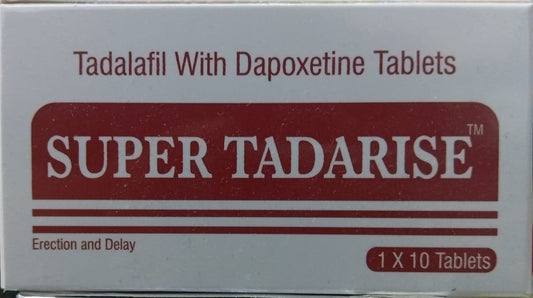 Tadalafil With Dapoxetine Tablets
SUPER TADARISE™
Erection and Delay
1 X 10 Tablets